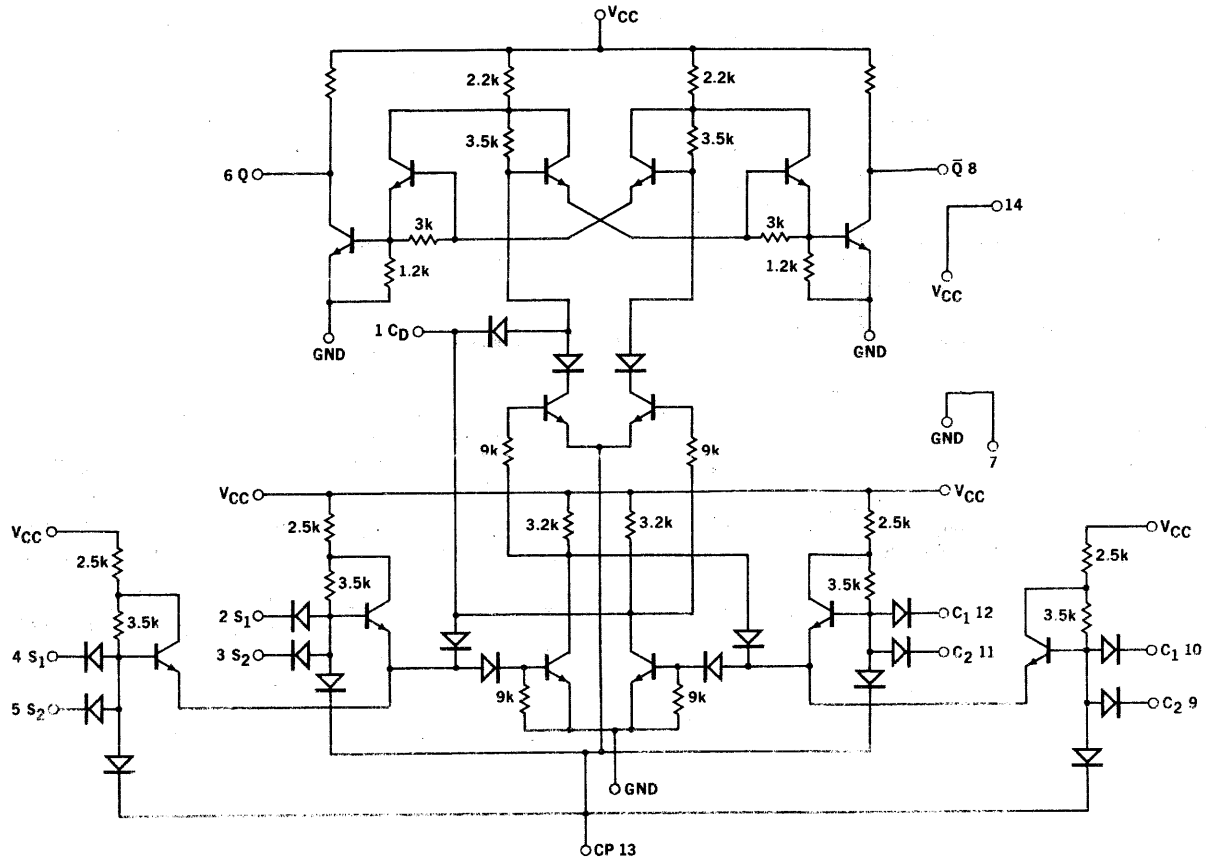 VCC
2.2k
2.2k
3.5k
3.5k
6 Q
Q̅ 8
3k
3k
14
1.2k
1.2k
VCC
1 CD
GND
GND
GND
7
9k
9k
VCC
VCC
2.5k
3.2k
3.2k
2.5k
VCC
VCC
2.5k
2.5k
3.5k
3.5k
2 S1
C1 12
3.5k
3.5k
4 S1
3 S2
C2 11
C1 10
5 S2
9k
9k
C2 9
GND
CP 13